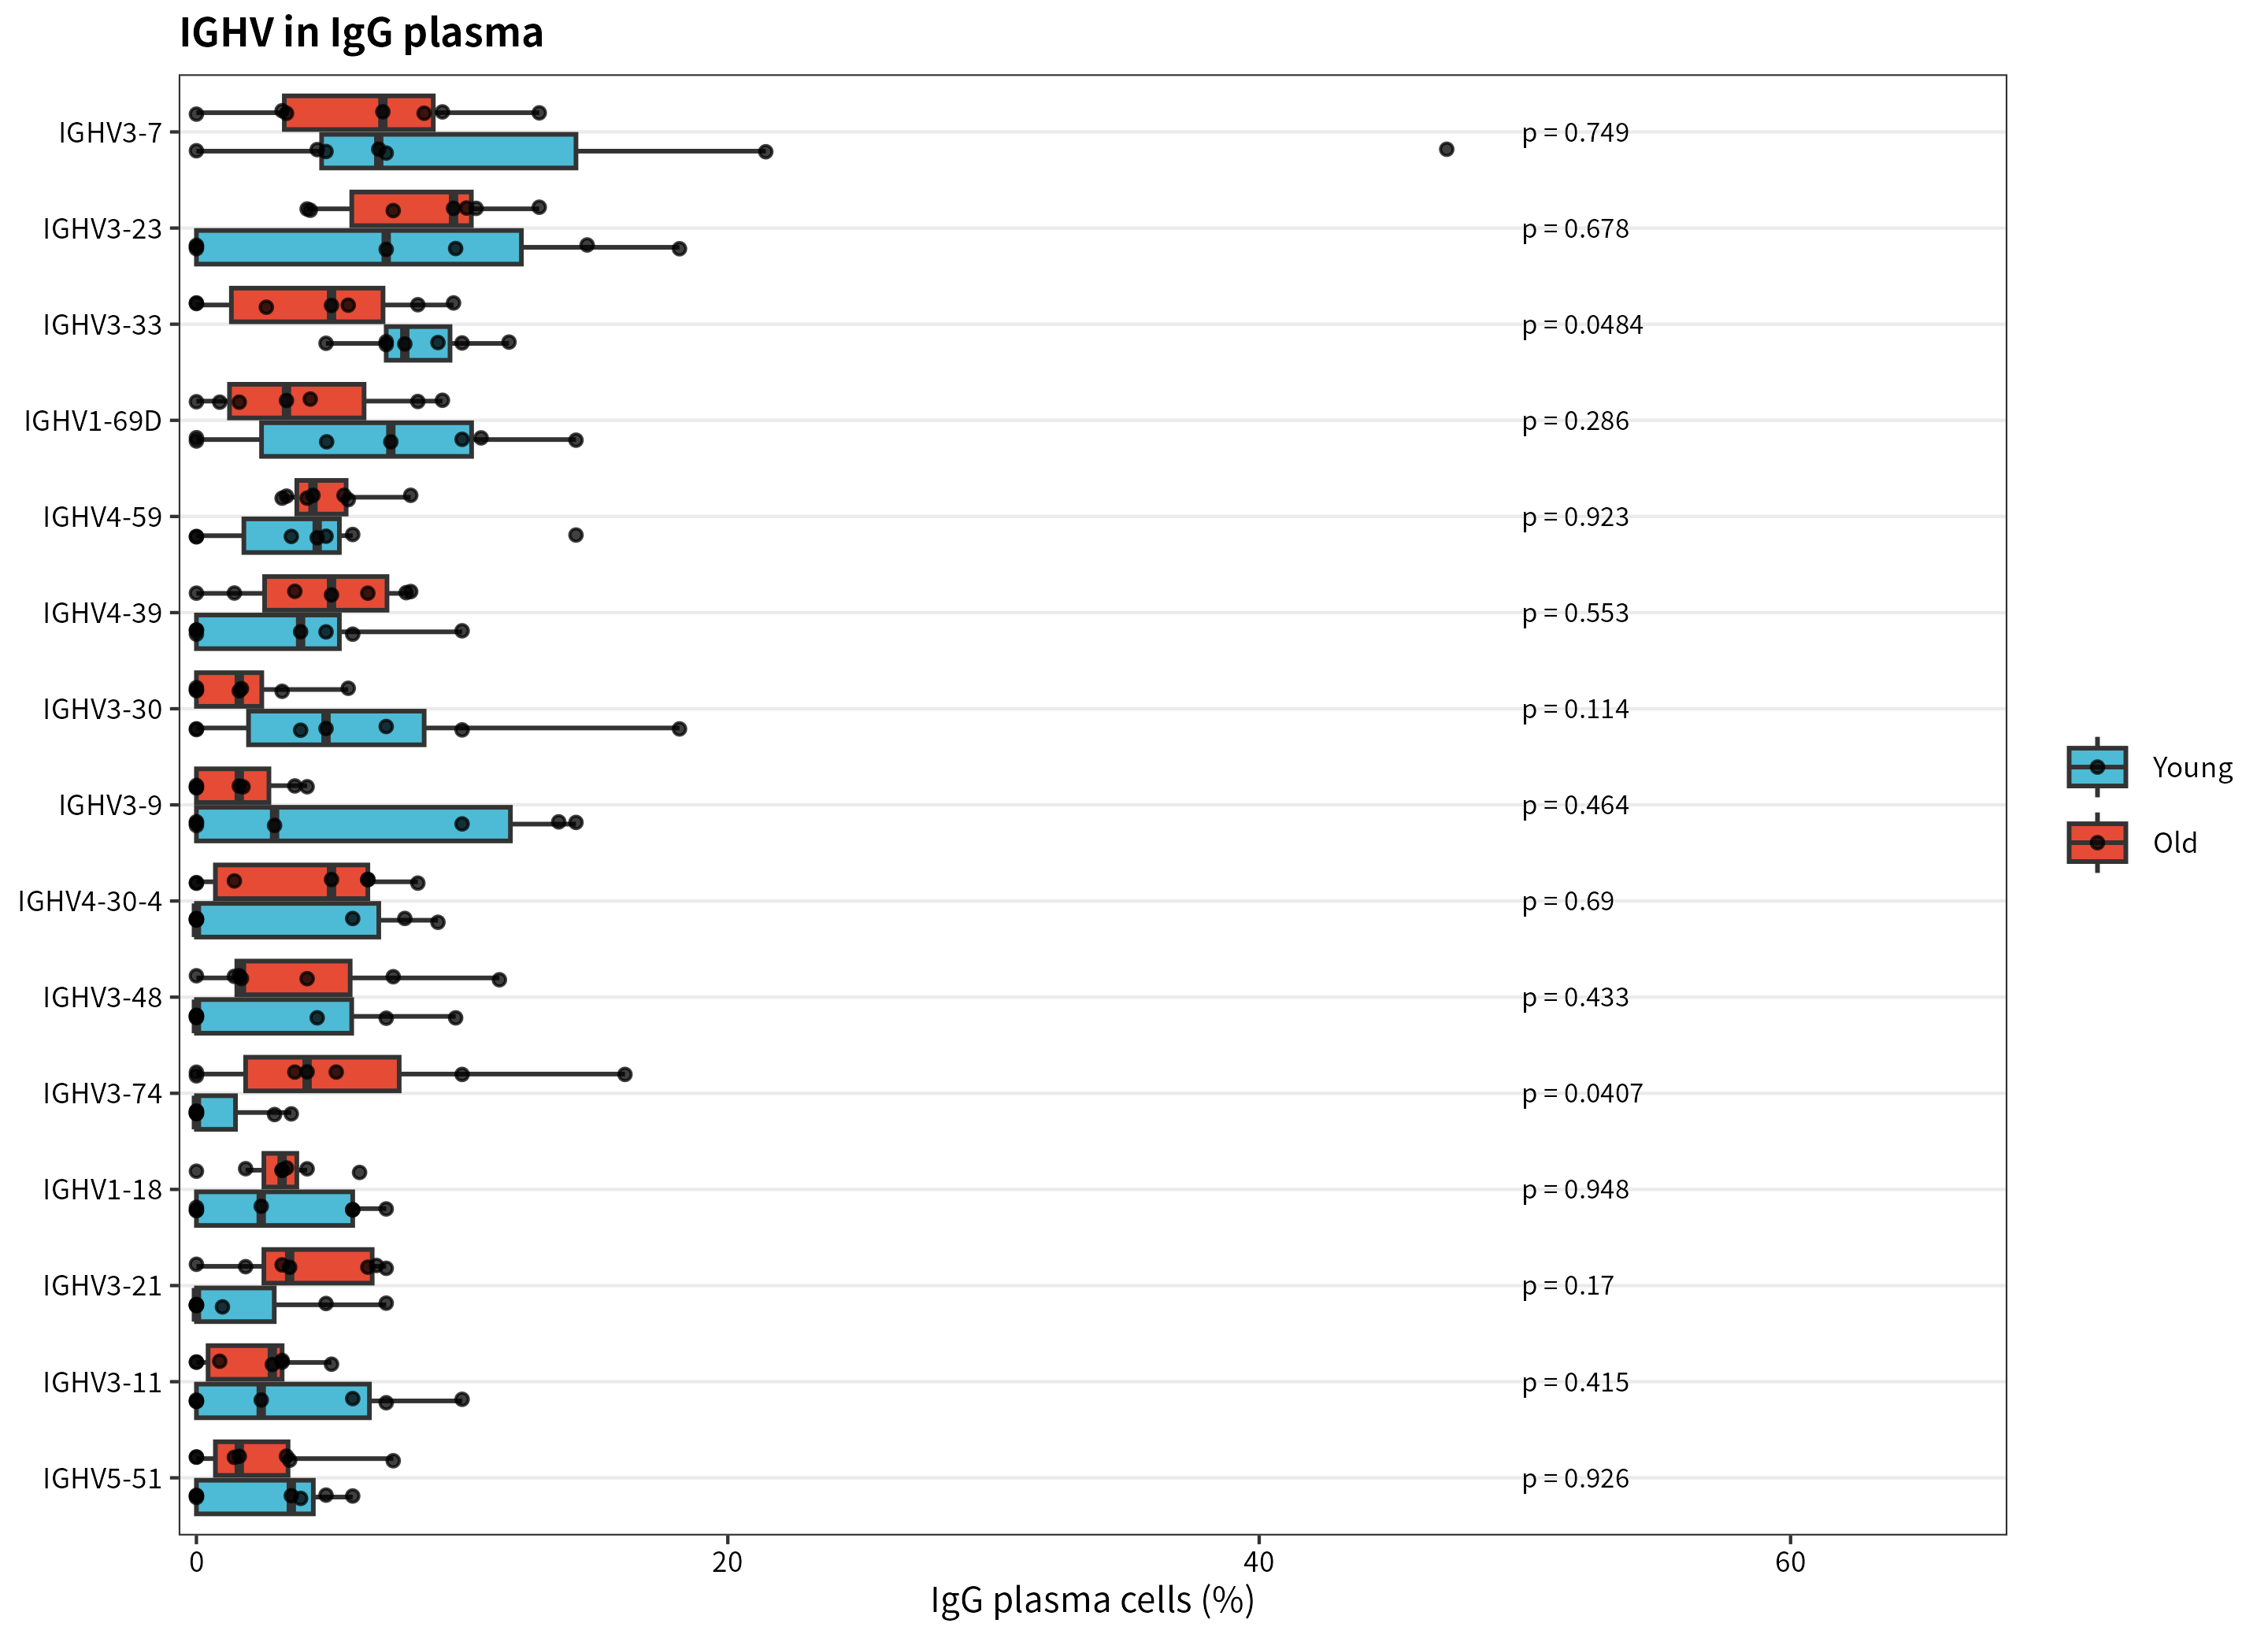 IGHV in IgG plasma
IGHV3-7
p = 0.749
IGHV3-23
p = 0.678
IGHV3-33
p = 0.0484
IGHV1-69D
p = 0.286
IGHV4-59
p = 0.923
IGHV4-39
p = 0.553
IGHV3-30
p = 0.114
IGHV3-9
p = 0.464
IGHV4-30-4
p = 0.69
IGHV3-48
p = 0.433
IGHV3-74
p = 0.0407
IGHV1-18
p = 0.948
IGHV3-21
p = 0.17
IGHV3-11
p = 0.415
IGHV5-51
p = 0.926
0 20 40 60
IgG plasma cells (%)
Young
Old